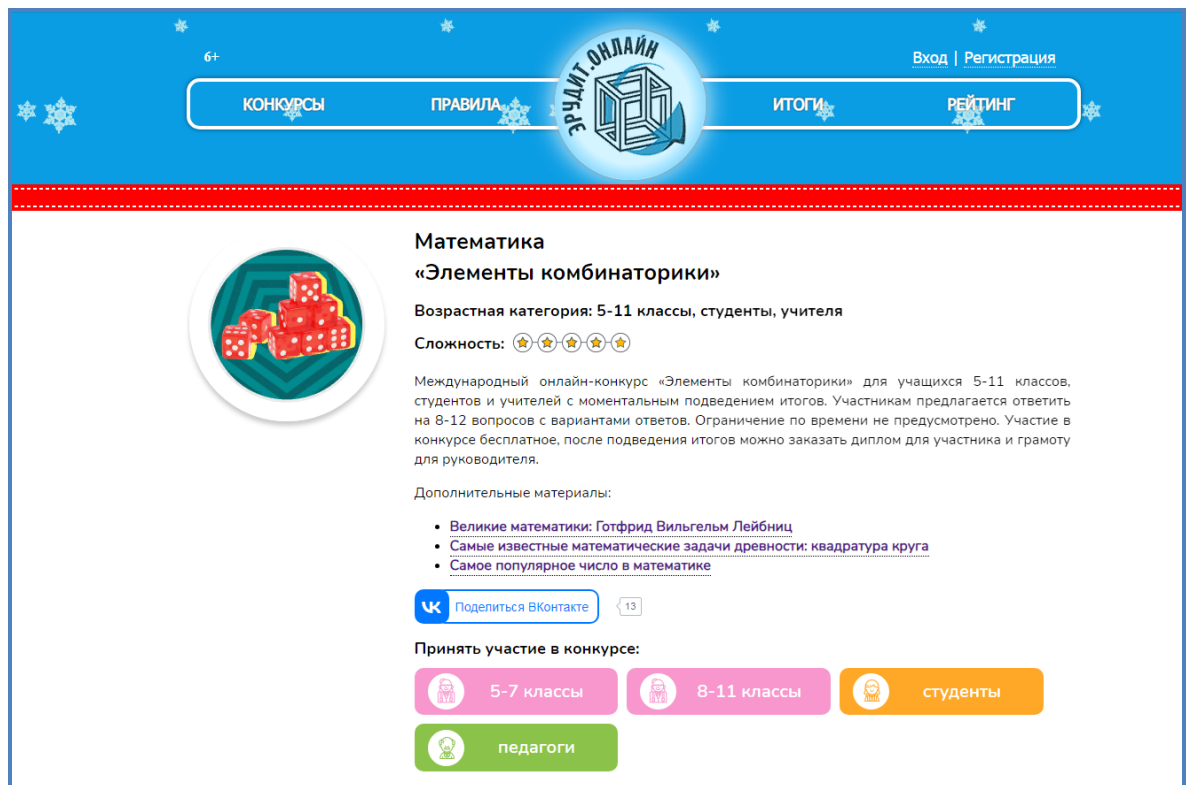 6+
Вход | Регистрация
ЭРУДИТ.ОНЛАЙН
КОНКУРСЫ ПРАВИЛА ИТОГИ РЕЙТИНГ
Математика
«Элементы комбинаторики»
Возрастная категория: 5-11 классы, студенты, учителя
Сложность:
Международный онлайн-конкурс «Элементы комбинаторики» для учащихся 5-11 классов,
студентов и учителей с моментальным подведением итогов. Участникам предлагается ответить
на 8-12 вопросов с вариантами ответов. Ограничение по времени не предусмотрено. Участие в
конкурсе бесплатное, после подведения итогов можно заказать диплом для участника и грамоту
для руководителя.
Дополнительные материалы:
• Великие математики: Готфрид Вильгельм Лейбниц
• Самые известные математические задачи древности: квадратура круга
• Самое популярное число в математике
Поделиться ВКонтакте 13
Принять участие в конкурсе:
5-7 классы 8-11 классы студенты
педагоги